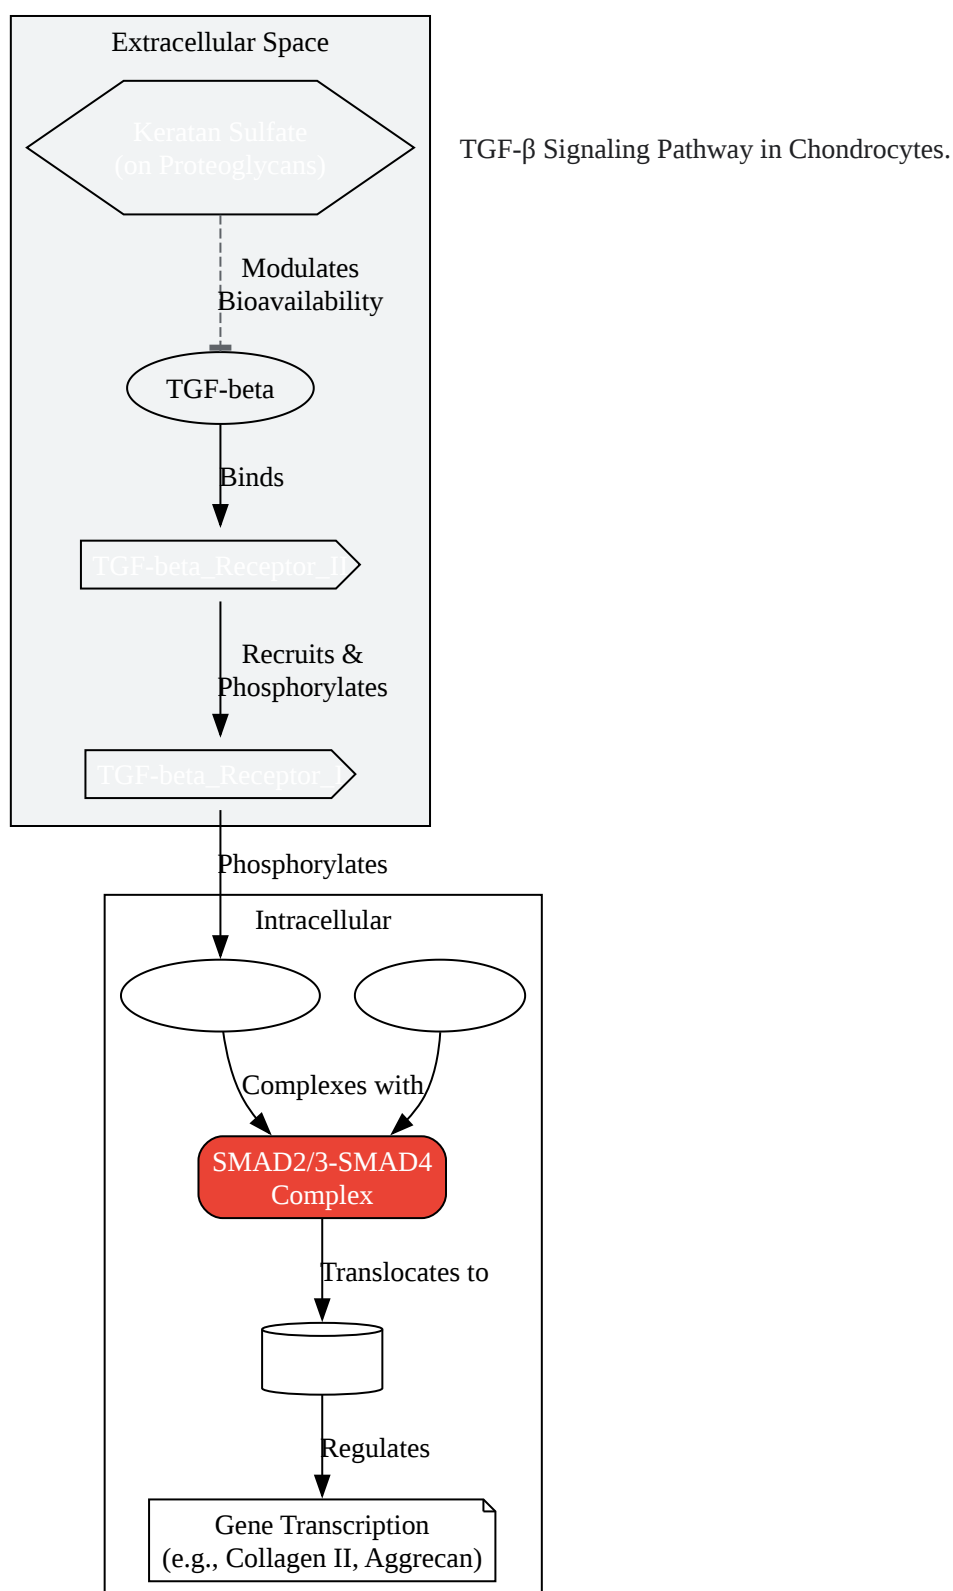 Extracellular Space
Keratan Sulfate
(on Proteoglycans)
TGF-β Signaling Pathway in Chondrocytes.
Modulates
Bioavailability
TGF-beta
Binds
TGF-beta_Receptor_II
Recruits &
Phosphorylates
TGF-beta_Receptor_I
Phosphorylates
Intracellular
Complexes with
SMAD2/3-SMAD4
Complex
Translocates to
Regulates
Gene Transcription
(e.g., Collagen II, Aggrecan)